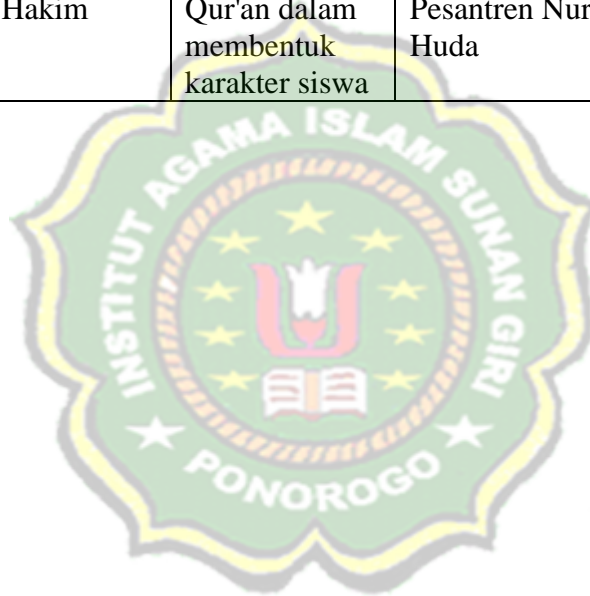 Hakim
Qur'an dalam
membentuk
karakter siswa
Pesantren Nur
Huda
INSTITUT AGAMA ISLAM SUNAN GIRI
PONOROGO